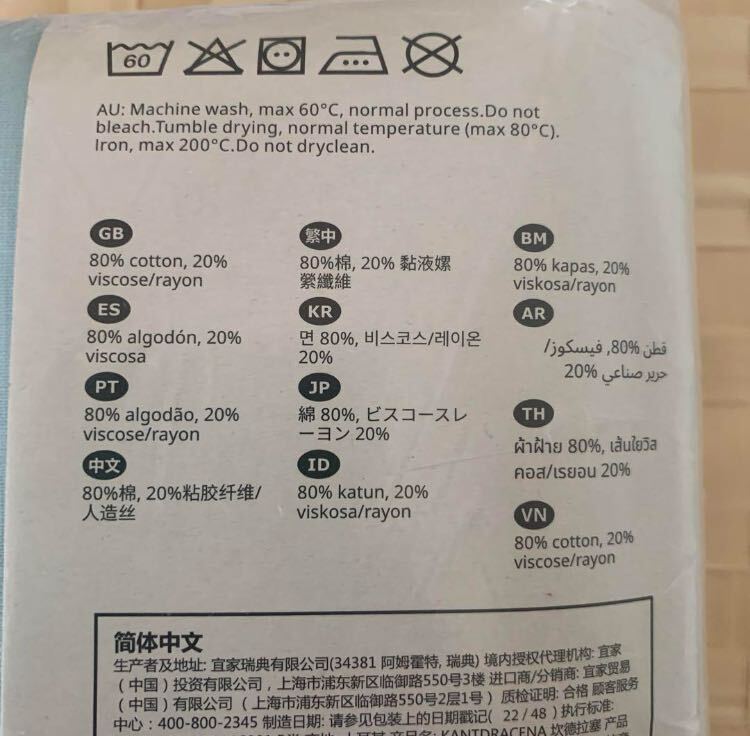 60
AU: Machine wash, max 60°C, normal process.Do not
bleach.Tumble drying, normal temperature (max 80°C).
Iron, max 200°C.Do not dryclean.
GB
80% cotton, 20%
viscose/rayon
ES
80% algodón, 20%
viscosa
PT
80% algodão, 20%
viscose/rayon
中文
80%棉, 20%粘胶纤维/
人造丝
繁中
80%棉, 20% 黏液嫘
縈纖維
KR
면 80%, 비스코스/레이온
20%
JP
綿 80%, ビスコースレ
ーヨン 20%
ID
80% katun, 20%
viskosa/rayon
BM
80% kapas, 20%
viskosa/rayon
AR
قطن %80, فيسكوز/
حرير صناعي %20
TH
ผ้าฝ้าย 80%, เส้นใยวิส
คอส/เรยอน 20%
VN
80% cotton, 20%
viscose/rayon
简体中文
生产者及地址: 宜家瑞典有限公司(34381 阿姆霍特, 瑞典) 境内授权代理机构: 宜家
（中国）投资有限公司，上海市浦东新区临御路550号3楼 进口商/分销商: 宜家贸易
（中国）有限公司（上海市浦东新区临御路550号2层1号） 质检证明: 合格 顾客服务
中心：400-800-2345 制造日期: 请参见包装上的日期戳记( 22 / 48 ) 执行标准:
产品名: KANTDRACENA 坎德拉塞 产品